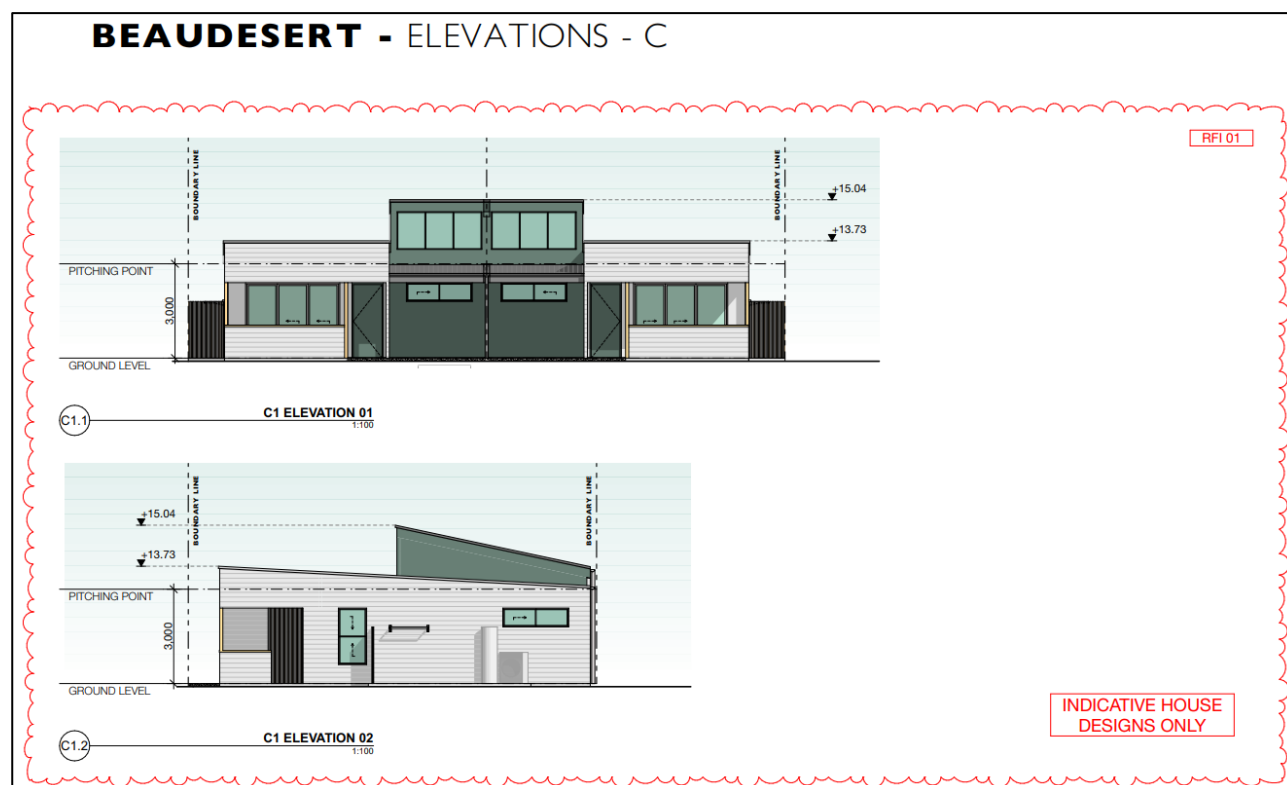 BEAUDESERT - ELEVATIONS - C
RFI 01
BOUNDARY LINE
BOUNDARY LINE
+15.04
+13.73
PITCHING POINT
3,000
GROUND LEVEL
C1.1
C1 ELEVATION 01
1:100
BOUNDARY LINE
BOUNDARY LINE
+15.04
+13.73
PITCHING POINT
3,000
GROUND LEVEL
INDICATIVE HOUSE
DESIGNS ONLY
C1.2
C1 ELEVATION 02
1:100